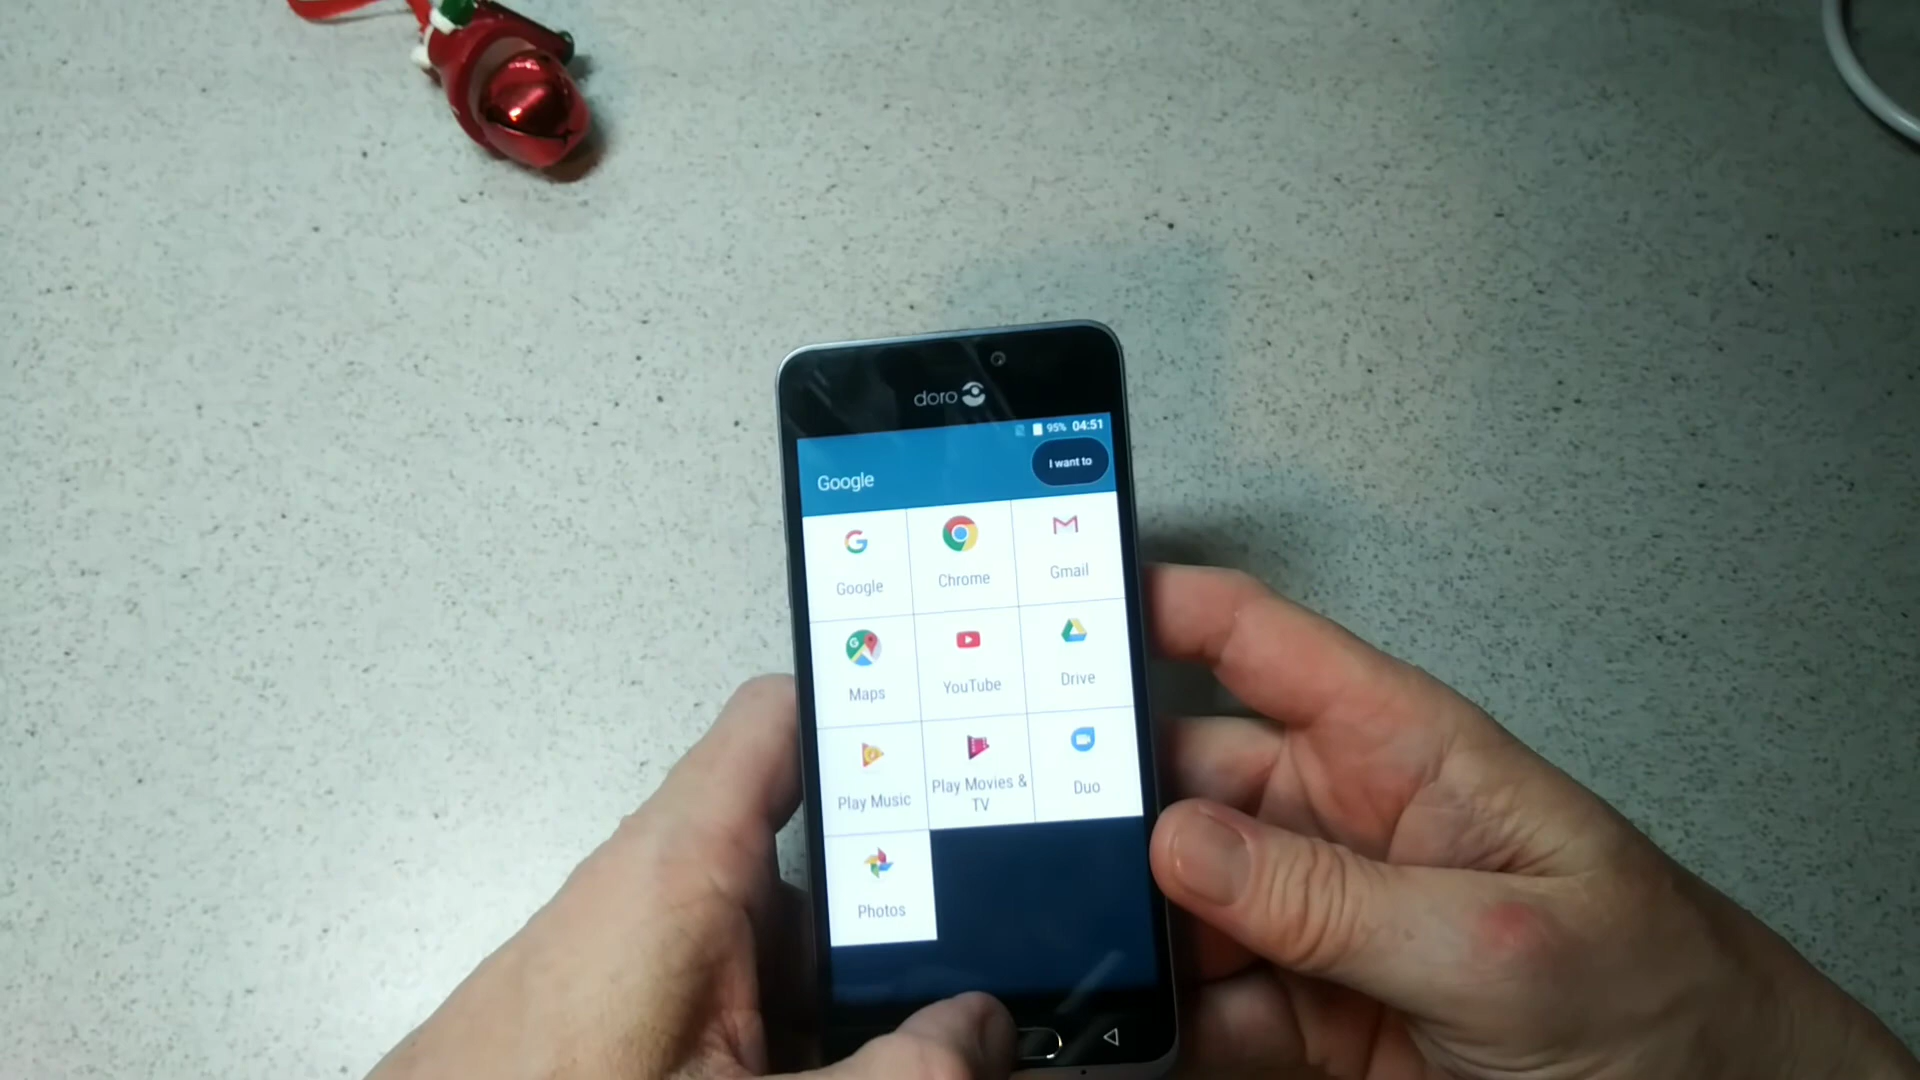 doro
95% 04:51
Google
I want to
Google
Chrome
Gmail
Maps
YouTube
Drive
Play Music
Play Movies &
TV
Duo
Photos